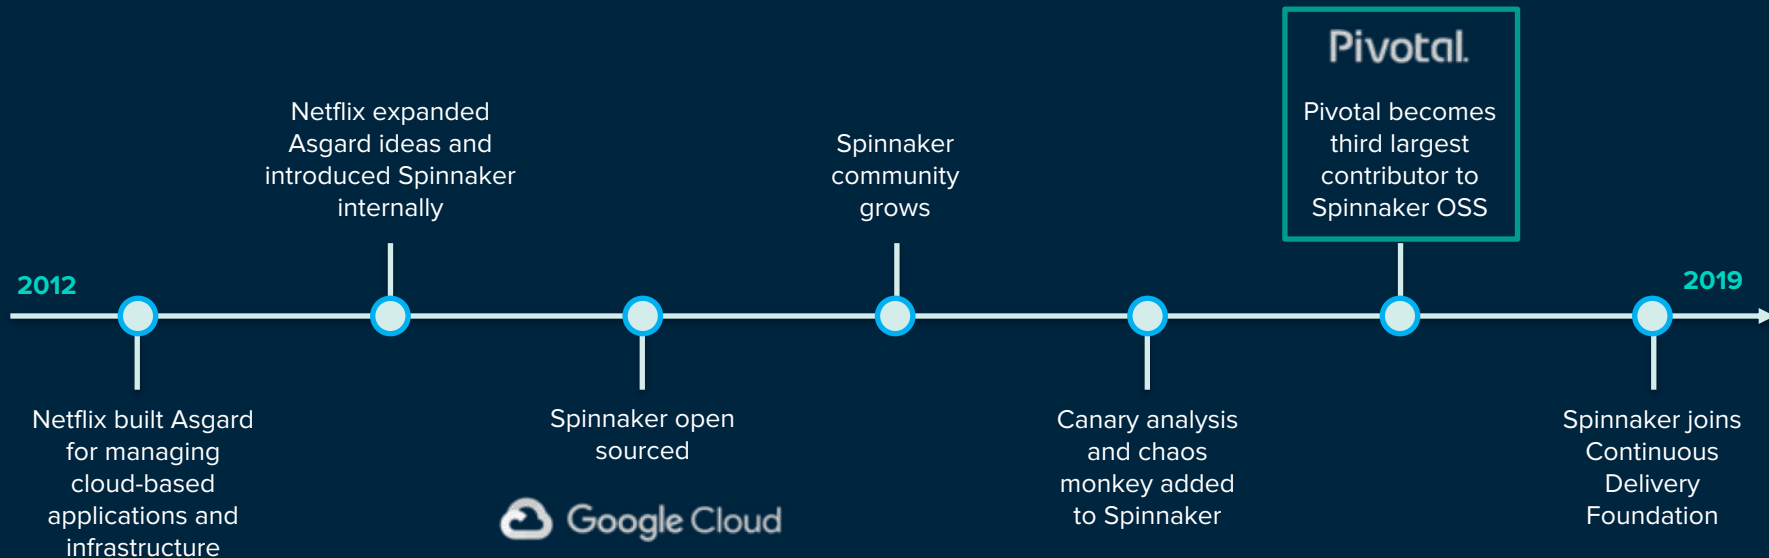 2012
Netflix built Asgard
for managing
cloud-based
applications and
infrastructure
Netflix expanded
Asgard ideas and
introduced Spinnaker
internally
Spinnaker open
sourced
Google Cloud
Spinnaker
community
grows
Canary analysis
and chaos
monkey added
to Spinnaker
Pivotal.
Pivotal becomes
third largest
contributor to
Spinnaker OSS
2019
Spinnaker joins
Continuous
Delivery
Foundation